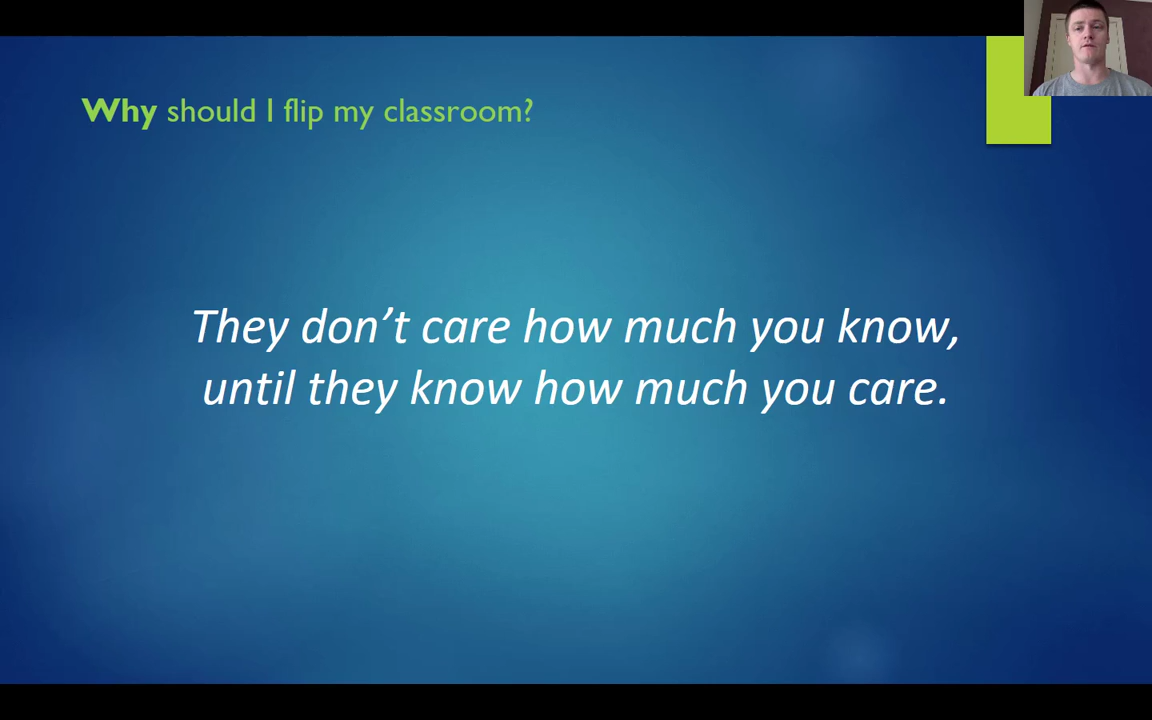 Why should I flip my classroom?
They don’t care how much you know,
until they know how much you care.